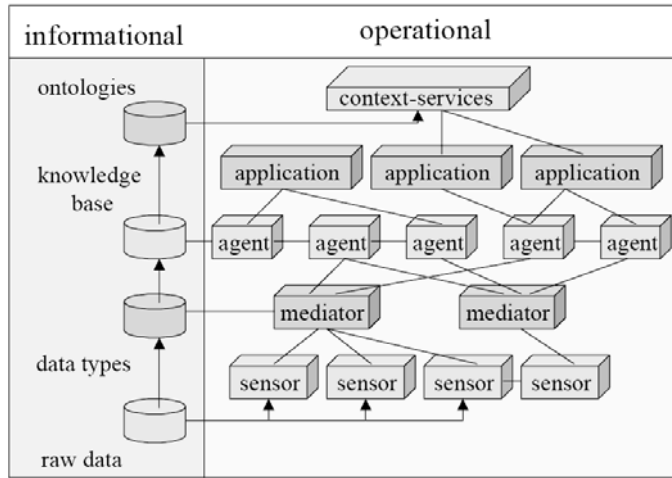 informational
operational
ontologies
context-services
application
application
application
knowledge
base
agent
agent
agent
agent
agent
mediator
mediator
data types
sensor
sensor
sensor
sensor
raw data